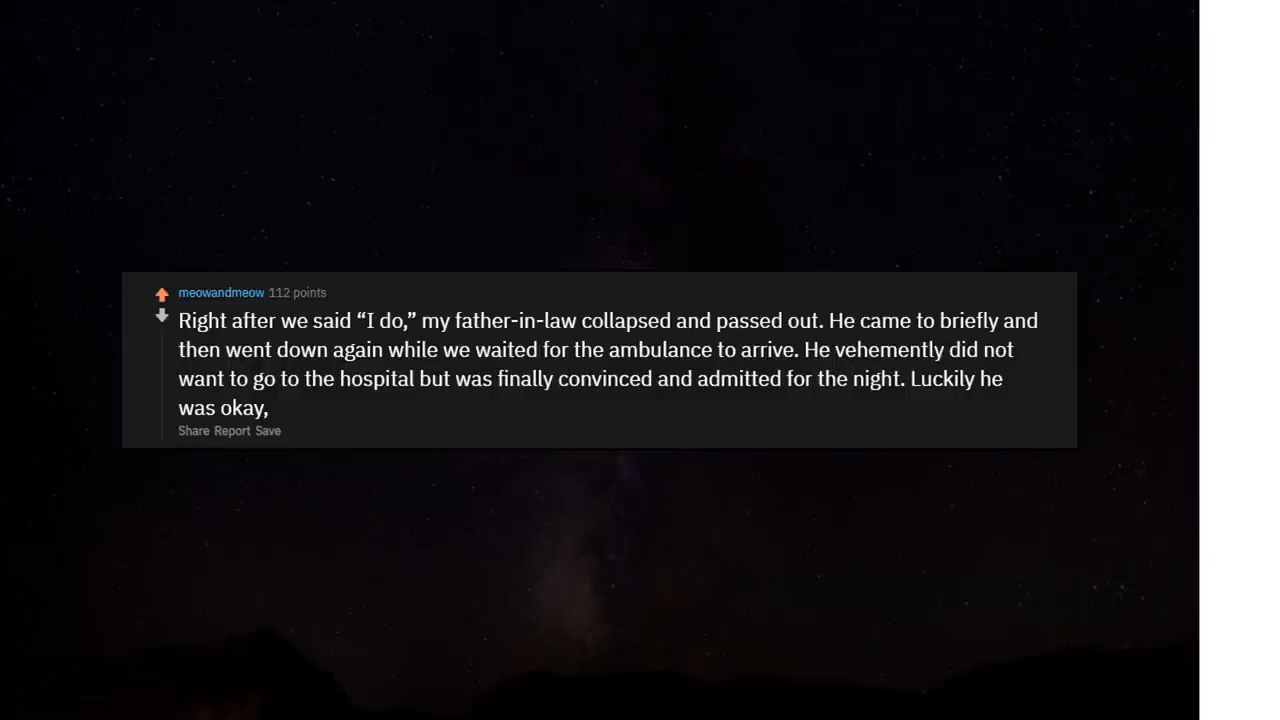 meowandmeow 112 points
Right after we said “I do,” my father-in-law collapsed and passed out. He came to briefly and
then went down again while we waited for the ambulance to arrive. He vehemently did not
want to go to the hospital but was finally convinced and admitted for the night. Luckily he
was okay,
Share Report Save